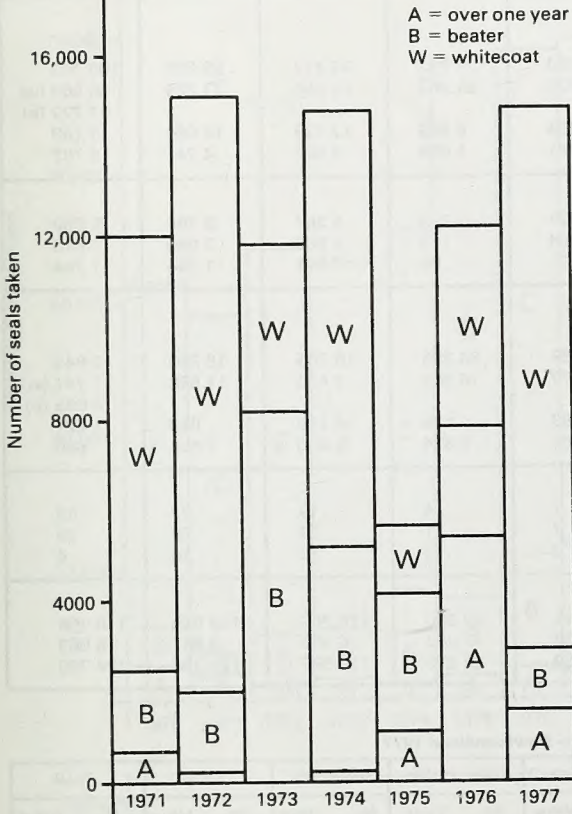 A = over one year
B = beater
W = whitecoat
16,000
12,000
8000
4000
0
Number of seals taken
W
B
A
W
B
W
B
W
B
W
B
A
W
A
W
B
A
1971 1972 1973 1974 1975 1976 1977